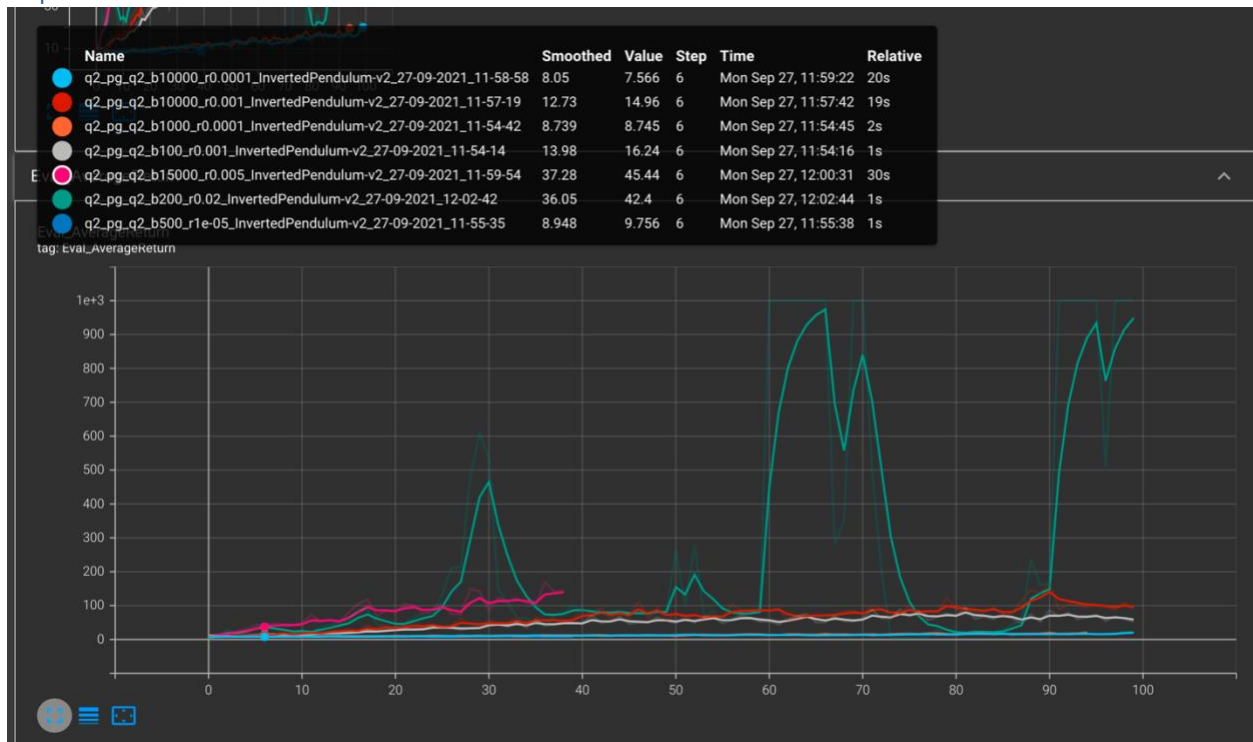 Name Smoothed Value Step Time Relative
q2_pg_q2_b10000_r0.0001_InvertedPendulum-v2_27-09-2021_11-58-58 8.05 7.566 6 Mon Sep 27, 11:59:22 20s
q2_pg_q2_b10000_r0.001_InvertedPendulum-v2_27-09-2021_11-57-19 12.73 14.96 6 Mon Sep 27, 11:57:42 19s
q2_pg_q2_b1000_r0.0001_InvertedPendulum-v2_27-09-2021_11-54-42 8.739 8.745 6 Mon Sep 27, 11:54:45 2s
q2_pg_q2_b100_r0.001_InvertedPendulum-v2_27-09-2021_11-54-14 13.98 16.24 6 Mon Sep 27, 11:54:16 1s
q2_pg_q2_b15000_r0.005_InvertedPendulum-v2_27-09-2021_11-59-54 37.28 45.44 6 Mon Sep 27, 12:00:31 30s
q2_pg_q2_b200_r0.02_InvertedPendulum-v2_27-09-2021_12-02-42 36.05 42.4 6 Mon Sep 27, 12:02:44 1s
q2_pg_q2_b500_r1e-05_InvertedPendulum-v2_27-09-2021_11-55-35 8.948 9.756 6 Mon Sep 27, 11:55:38 1s
Eval_AverageReturn
tag: Eval_AverageReturn
1e+3
900
800
700
600
500
400
300
200
100
0
0 10 20 30 40 50 60 70 80 90 100